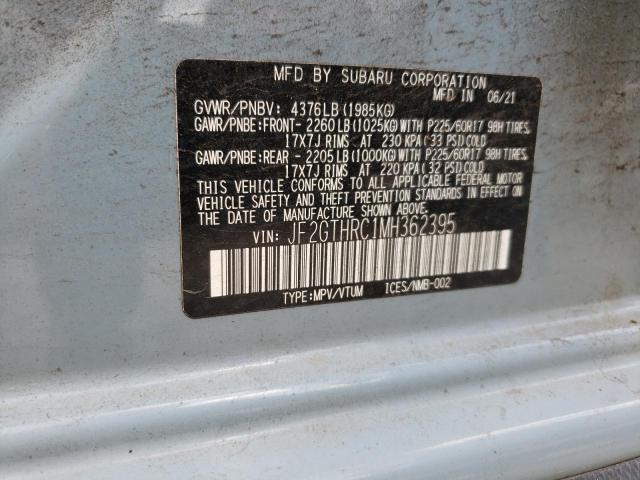 MFD BY SUBARU CORPORATION
MFD IN 06/21
GVWR/PNBV: 4376LB(1985KG)
GAWR/PNBE:FRONT-2260LB(1025KG)WITH P225/60R17 98H TIRES,
17X7J RIMS AT 230 KPA(33 PSI)COLD
GAWR/PNBE:REAR -2205LB(1000KG)WITH P225/60R17 98H TIRES,
17X7J RIMS AT 220 KPA(32 PSI)COLD
THIS VEHICLE CONFORMS TO ALL APPLICABLE FEDERAL MOTOR
VEHICLE SAFETY AND THEFT PREVENTION STANDARDS IN EFFECT ON THE
DATE OF MANUFACTURE SHOWN ABOVE.
VIN: JF2GTHRC1MH362395
TYPE:MPV/VTUM ICES/NMB-002